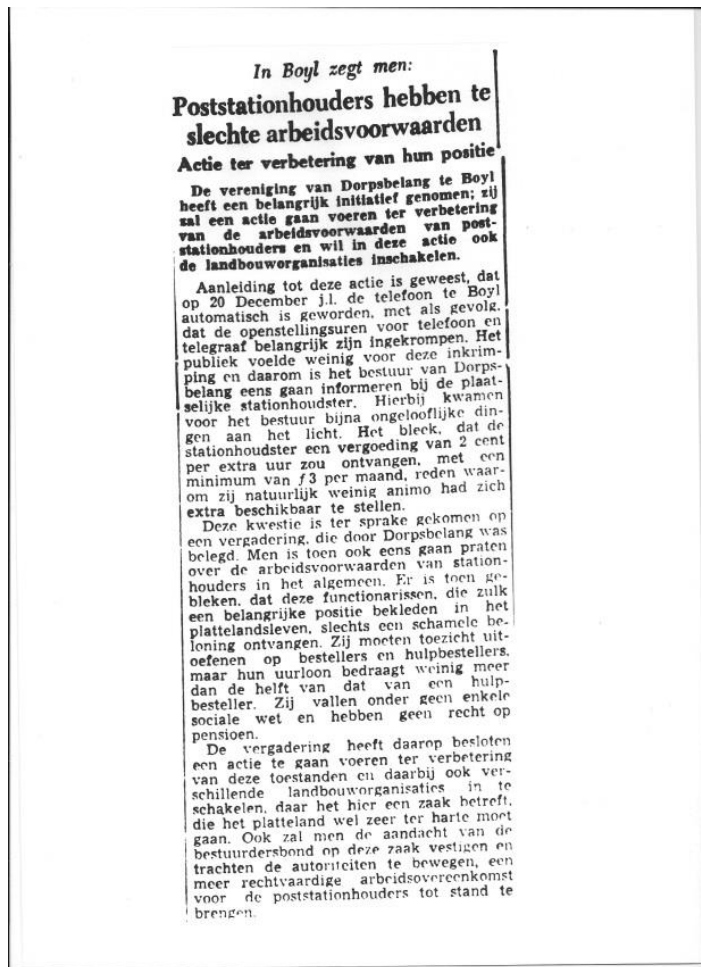 In Boyl zegt men:
Poststationhouders hebben te
slechte arbeidsvoorwaarden
Actie ter verbetering van hun positie
De vereniging van Dorpsbelang te Boyl
heeft een belangrijk initiatief genomen; zij
zal een actie gaan voeren ter verbetering
van de arbeidsvoorwaarden van post-
stationhouders en wil in deze actie ook
de landbouworganisaties inschakelen.
Aanleiding tot deze actie is geweest, dat
op 20 December j.l. de telefoon te Boyl
automatisch is geworden, met als gevolg,
dat de openstellingsuren voor telefoon en
telegraaf belangrijk zijn ingekrompen. Het
publiek voelde weinig voor deze inkrim-
ping en daarom is het bestuur van Dorps-
belang eens gaan informeren bij de plaat-
selijke stationhoudster. Hierbij kwamen
voor het bestuur bijna ongelooflijke din-
gen aan het licht. Het bleek, dat de
stationhoudster een vergoeding van 2 cent
per extra uur zou ontvangen, met een
minimum van ƒ3 per maand, reden waar-
om zij natuurlijk weinig animo had zich
extra beschikbaar te stellen.
Deze kwestie is ter sprake gekomen op
een vergadering, die door Dorpsbelang was
belegd. Men is toen ook eens gaan praten
over de arbeidsvoorwaarden van station-
houders in het algemeen. Er is toen ge-
bleken, dat deze functionarissen, die zulk
een belangrijke positie bekleden in het
plattelandsleven, slechts een schamele be-
loning ontvangen. Zij moeten toezicht uit-
oefenen op bestellers en hulpbestellers,
maar hun uurloon bedraagt weinig meer
dan de helft van dat van een hulp-
besteller. Zij vallen onder geen enkele
sociale wet en hebben geen recht op
pensioen.
De vergadering heeft daarop besloten
een actie te gaan voeren ter verbetering
van deze toestanden en daarbij ook ver-
schillende landbouworganisaties in te
schakelen, daar het hier een zaak betreft,
die het platteland wel zeer ter harte moet
gaan. Ook zal men de aandacht van de
bestuurdersbond op deze zaak vestigen en
trachten de autoriteiten te bewegen, een
meer rechtvaardige arbeidsovereenkomst
voor de poststationhouders tot stand te
brengen.